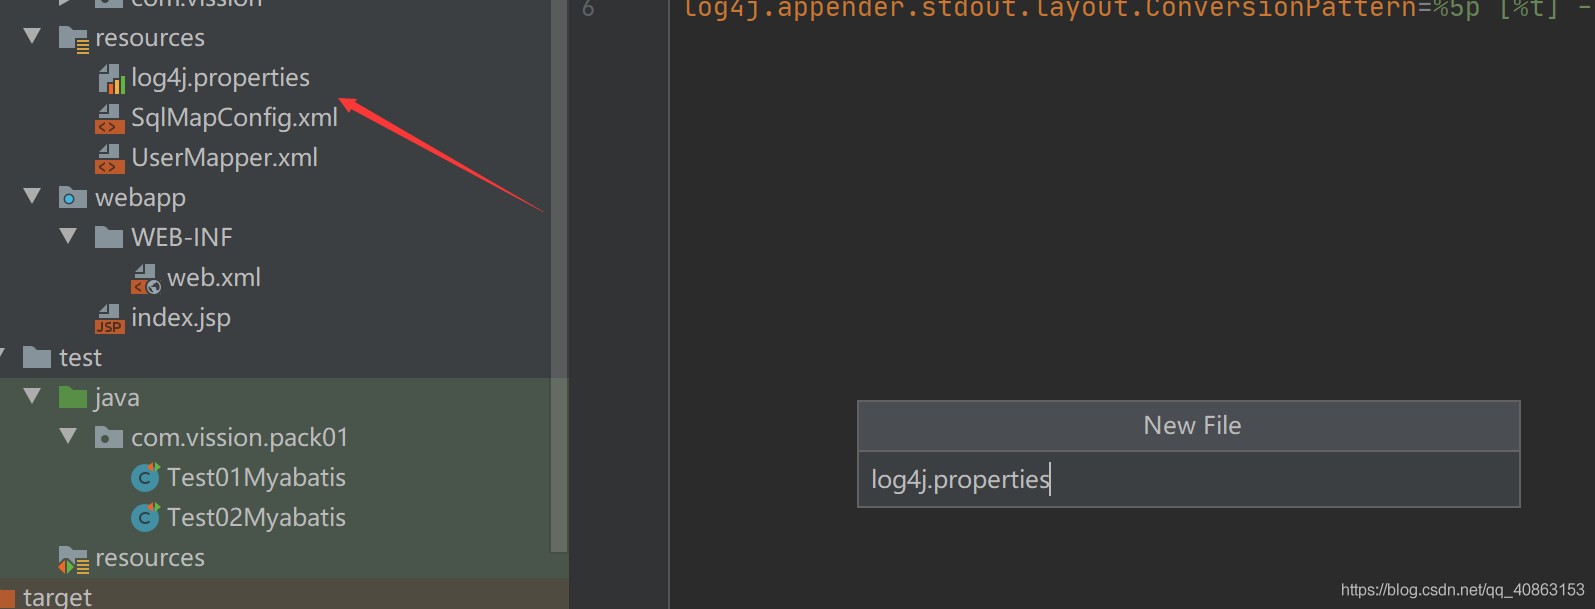 com.vission
resources
log4j.properties
SqlMapConfig.xml
UserMapper.xml
webapp
WEB-INF
web.xml
index.jsp
JSP
test
java
com.vission.pack01
C Test01Myabatis
C Test02Myabatis
resources
target
6 log4j.appender.stdout.layout.ConversionPattern=%5p [%t] -
New File
log4j.properties
https://blog.csdn.net/qq_40863153